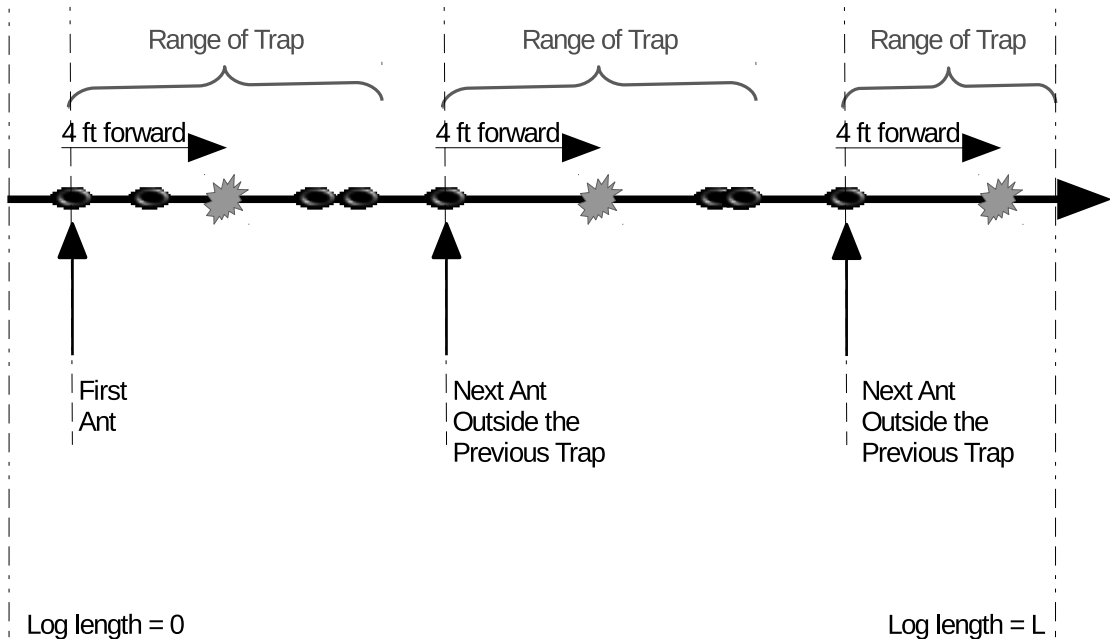 Range of Trap
Range of Trap
Range of Trap
4 ft forward
4 ft forward
4 ft forward
First
Ant
Next Ant
Outside the
Previous Trap
Next Ant
Outside the
Previous Trap
Log length = 0
Log length = L